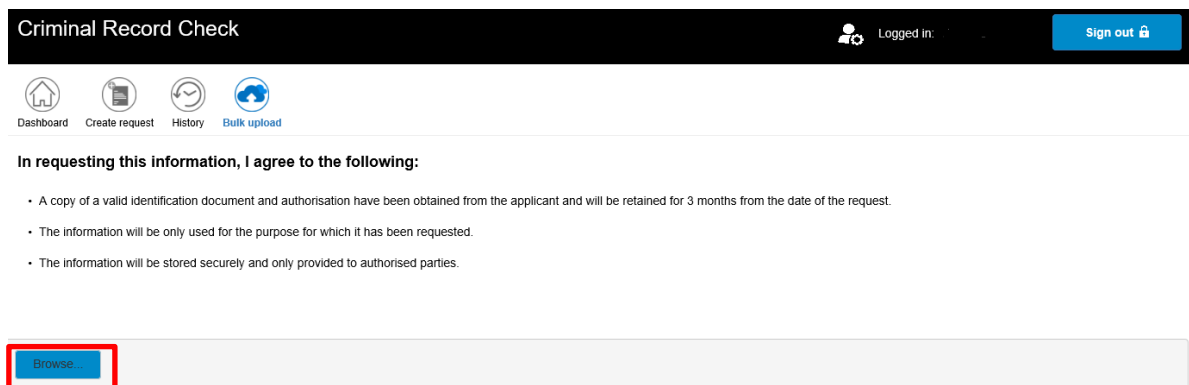 Criminal Record Check
Logged in:
Sign out
Dashboard
Create request
History
Bulk upload
In requesting this information, I agree to the following:
• A copy of a valid identification document and authorisation have been obtained from the applicant and will be retained for 3 months from the date of the request.
• The information will be only used for the purpose for which it has been requested.
• The information will be stored securely and only provided to authorised parties.
Browse...